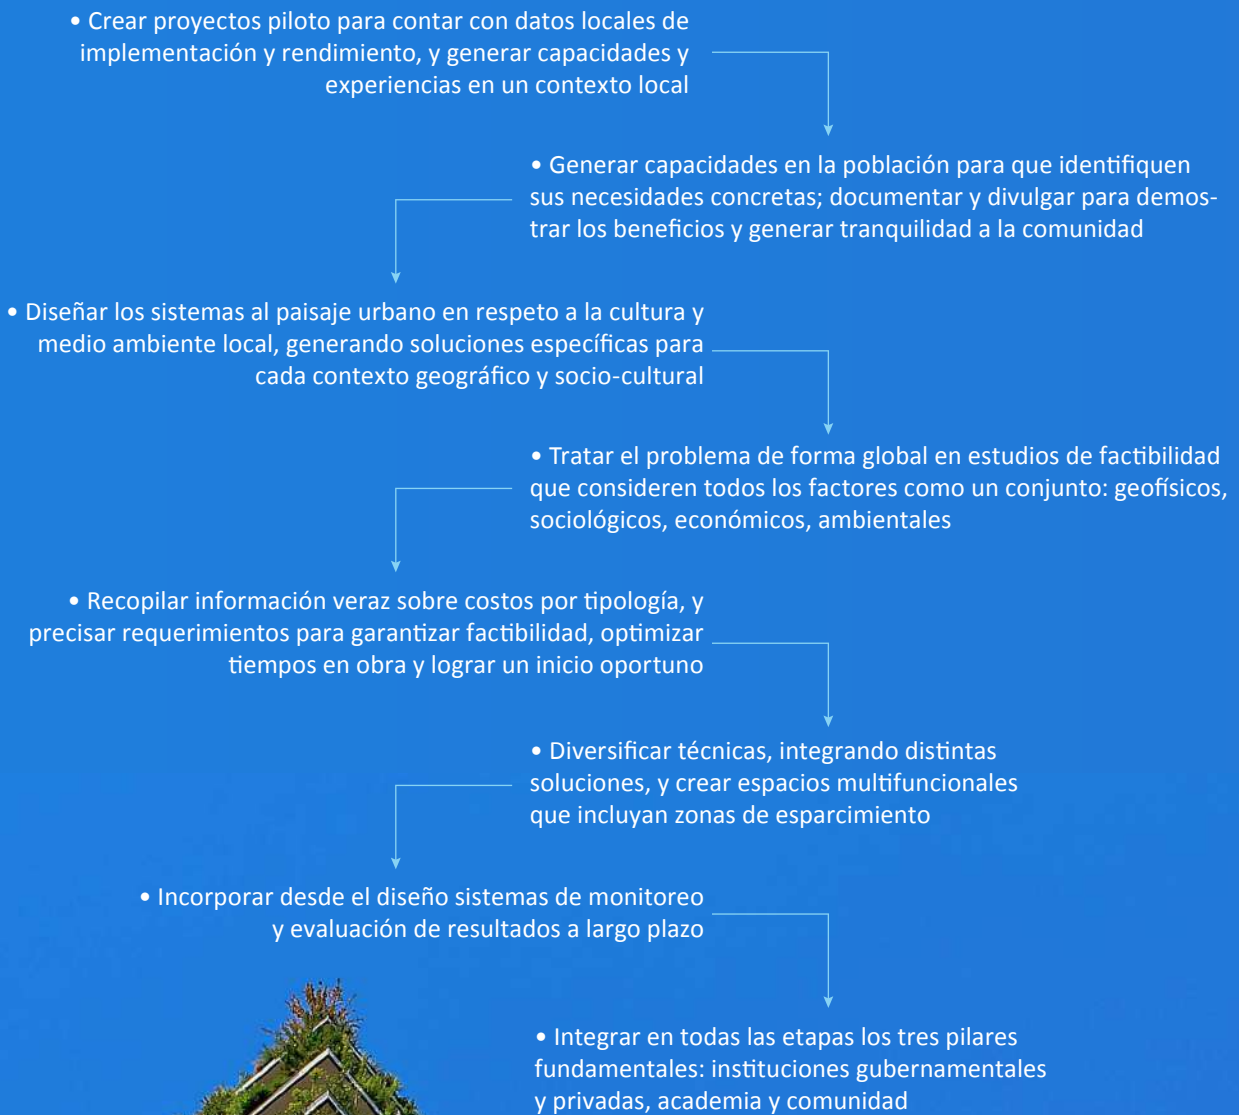 • Crear proyectos piloto para contar con datos locales de
implementación y rendimiento, y generar capacidades y
experiencias en un contexto local
• Generar capacidades en la población para que identifiquen
sus necesidades concretas; documentar y divulgar para demos-
trar los beneficios y generar tranquilidad a la comunidad
• Diseñar los sistemas al paisaje urbano en respeto a la cultura y
medio ambiente local, generando soluciones específicas para
cada contexto geográfico y socio-cultural
• Tratar el problema de forma global en estudios de factibilidad
que consideren todos los factores como un conjunto: geofísicos,
sociológicos, económicos, ambientales
• Recopilar información veraz sobre costos por tipología, y
precisar requerimientos para garantizar factibilidad, optimizar
tiempos en obra y lograr un inicio oportuno
• Diversificar técnicas, integrando distintas
soluciones, y crear espacios multifuncionales
que incluyan zonas de esparcimiento
• Incorporar desde el diseño sistemas de monitoreo
y evaluación de resultados a largo plazo
• Integrar en todas las etapas los tres pilares
fundamentales: instituciones gubernamentales
y privadas, academia y comunidad